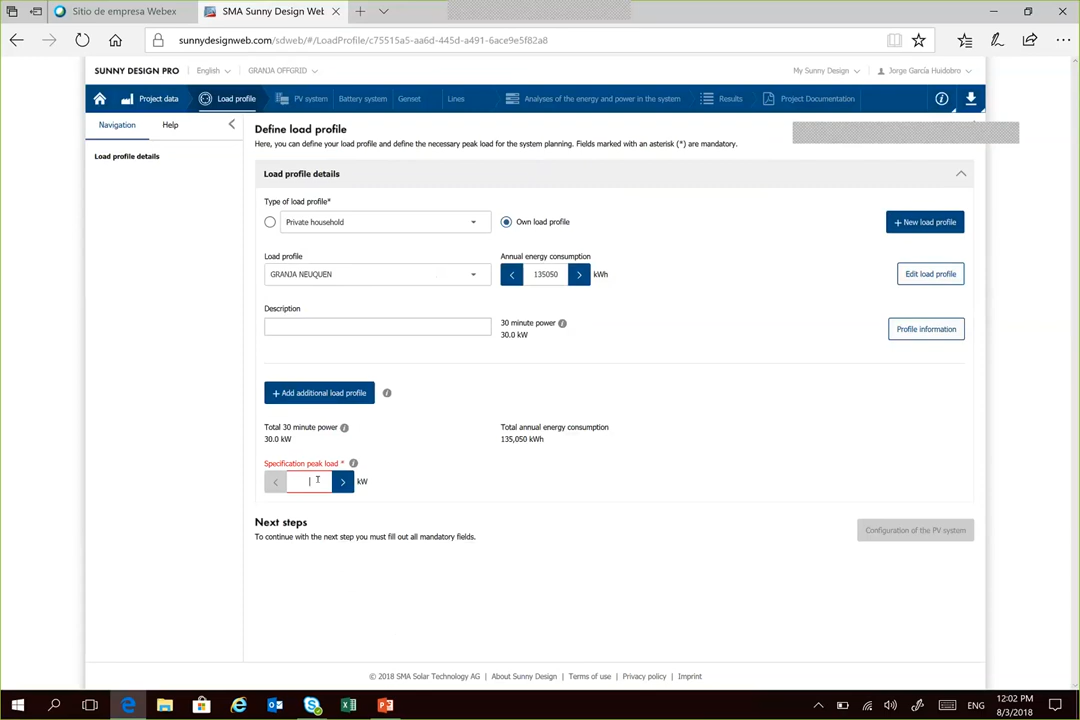 Sitio de empresa Webex
SMA Sunny Design Web
sunnydesignweb.com/sdweb/#/LoadProfile/c75515a5-aa6d-445d-a491-6ace9e5f82a8
SUNNY DESIGN PRO English GRANJA OFFGRID My Sunny Design Jorge García Huidobro
Project data Load profile PV system Battery system Genset Lines Analyses of the energy and power in the system Results Project Documentation
Navigation Help
Load profile details
Define load profile
Here, you can define your load profile and define the necessary peak load for the system planning. Fields marked with an asterisk (*) are mandatory.
Load profile details
Type of load profile*
Private household Own load profile + New load profile
Load profile Annual energy consumption
GRANJA NEUQUEN < 135050 > kWh Edit load profile
Description
30 minute power
30.0 kW
Profile information
+ Add additional load profile
Total 30 minute power Total annual energy consumption
30.0 kW 135,050 kWh
Specification peak load *
< > kW
Next steps
To continue with the next step you must fill out all mandatory fields.
Configuration of the PV system
© 2018 SMA Solar Technology AG | About Sunny Design | Terms of use | Privacy policy | Imprint
ENG
12:02 PM
8/3/2018